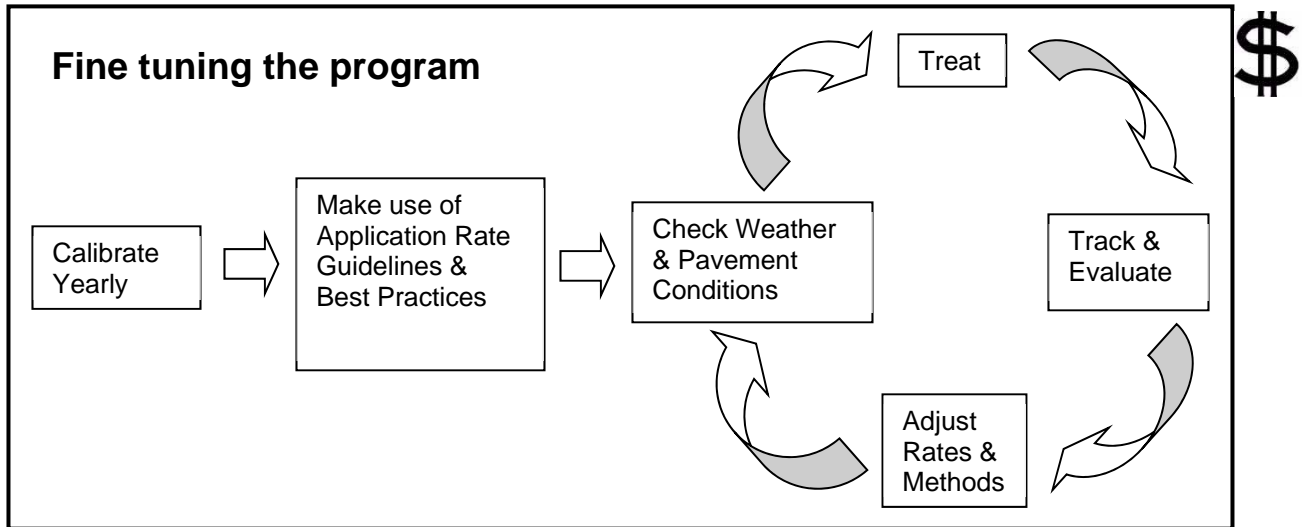 Fine tuning the program
$
Calibrate
Yearly
Make use of
Application Rate
Guidelines &
Best Practices
Check Weather
& Pavement
Conditions
Treat
Track &
Evaluate
Adjust
Rates &
Methods